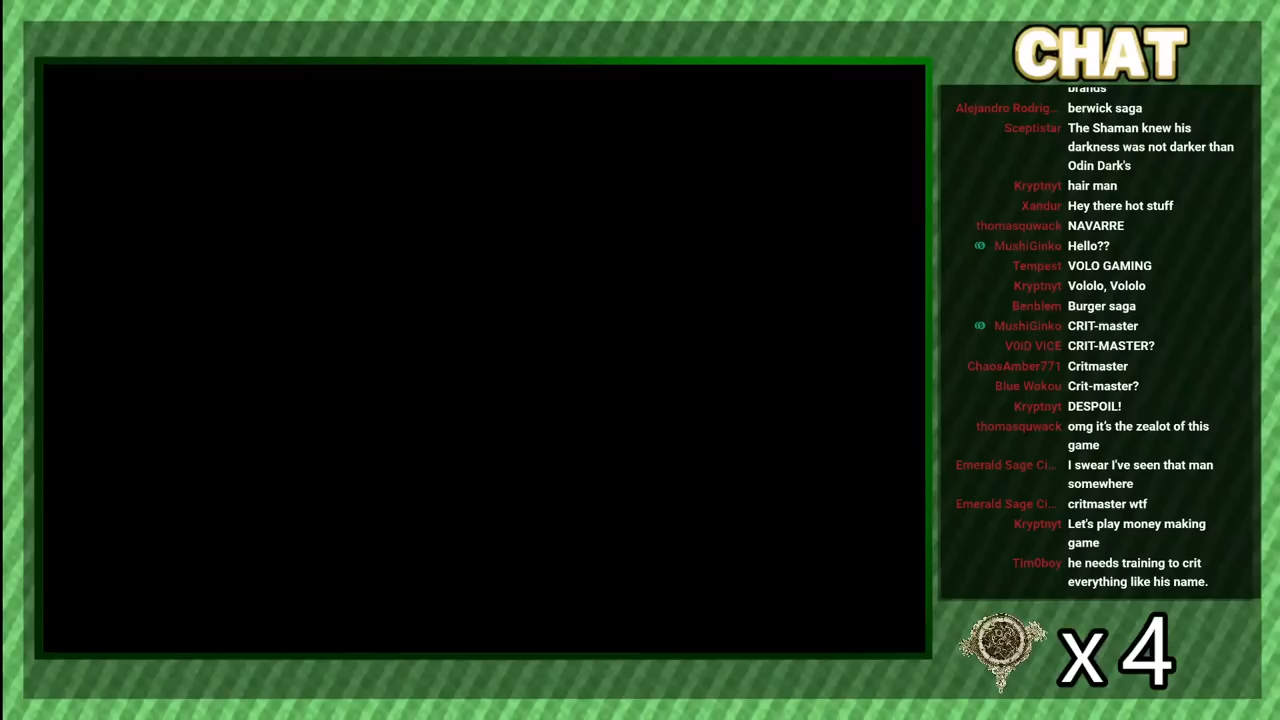 CHAT
brands
Alejandro Rodrig... berwick saga
Sceptistar The Shaman knew his
darkness was not darker than
Odin Dark's
Kryptnyt hair man
Xandur Hey there hot stuff
thomasquwack NAVARRE
MushiGinko Hello??
Tempest VOLO GAMING
Kryptnyt Vololo, Vololo
Benblem Burger saga
MushiGinko CRIT-master
V0ID VICE CRIT-MASTER?
ChaosAmber771 Critmaster
Blue Wokou Crit-master?
Kryptnyt DESPOIL!
thomasquwack omg it's the zealot of this
game
Emerald Sage Ci... I swear I've seen that man
somewhere
Emerald Sage Ci... critmaster wtf
Kryptnyt Let's play money making
game
Tim0boy he needs training to crit
everything like his name.
x4